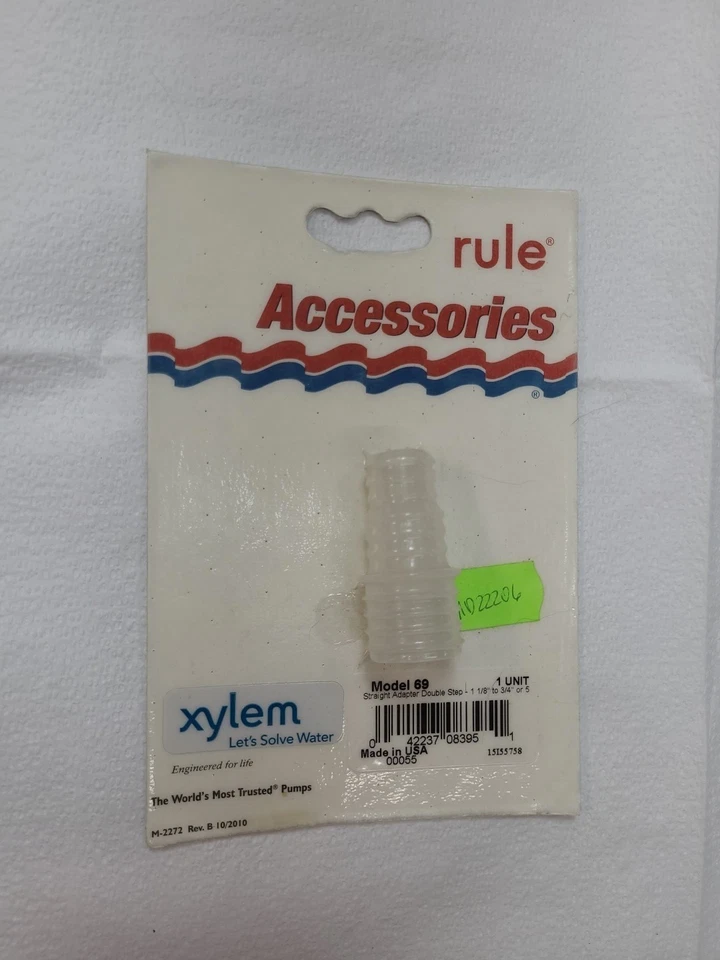 rule®
Accessories
®
11D22206
Model 69
1 UNIT
Straight Adapter Double Step - 1 1/8" to 3/4" or 5
0 42237 08395 1
Made in USA
00055
15I55758
xylem
Let's Solve Water
Engineered for life
The World's Most Trusted® Pumps
M-2272 Rev. B 10/2010